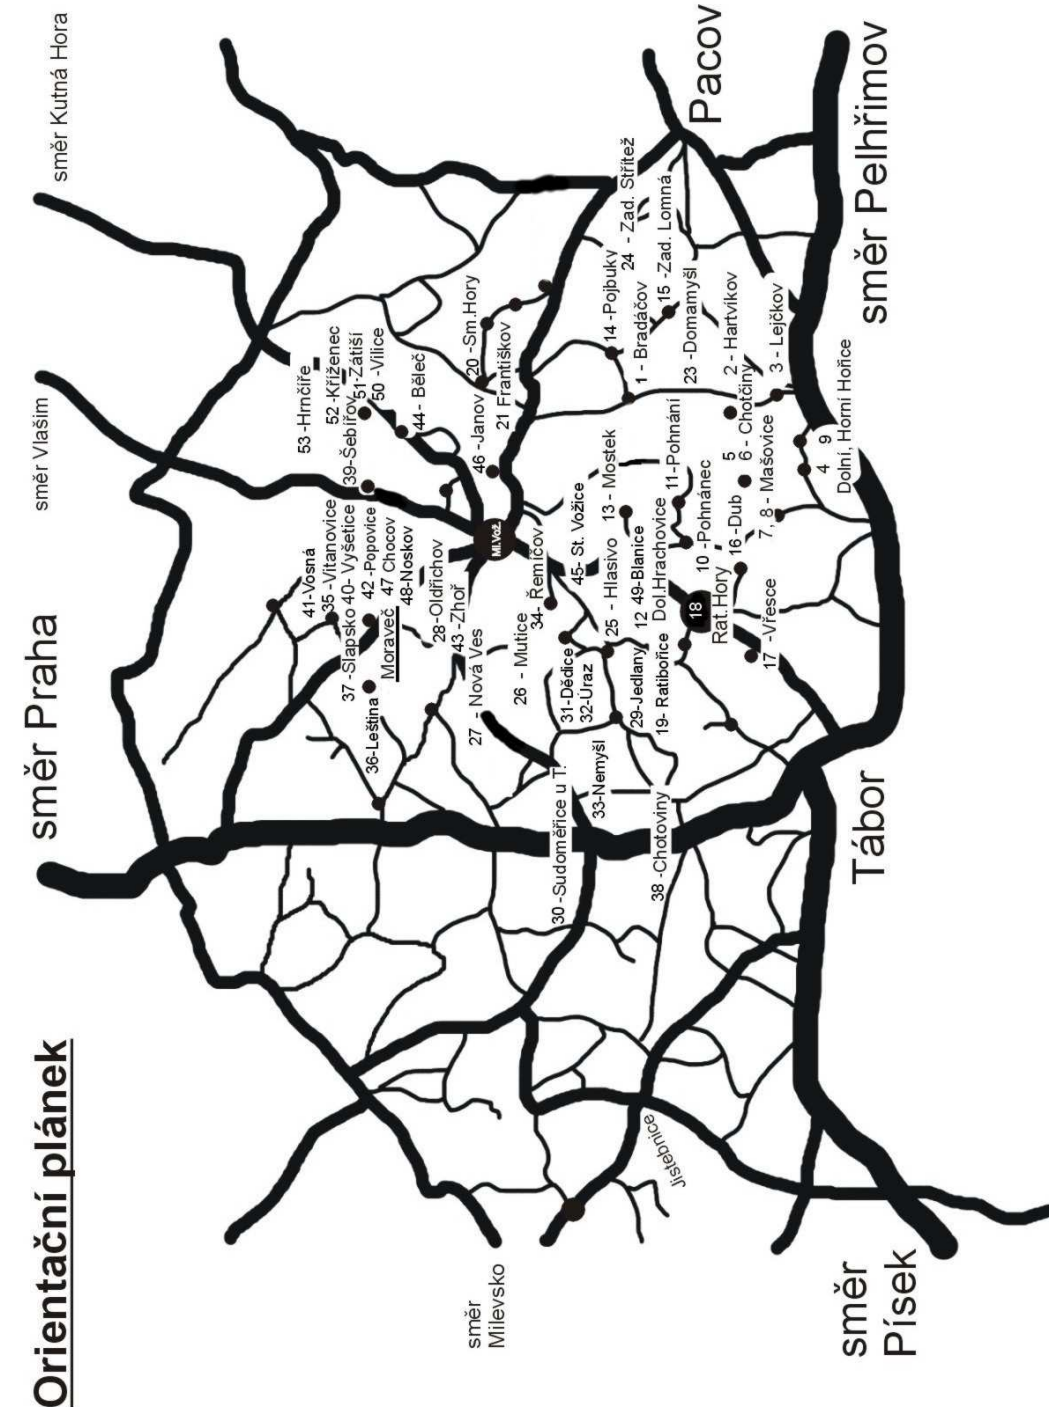 Orientační plánek
směr Praha
směr Vlašim
směr Kutná Hora
53 -Hrnčíře
52 -Kříženec
51-Zátiší
50 -Vilice
39-Šebířov
44 - Běleč
20 -Sm.Hory
46 -Janov
21 Františkov
41-Vosná
35 -Vitanovice
40- Vyšetice
37 -Slapsko
42 -Popovice
47 Chocov
Moraveč
48-Noskov
36-Leština
28-Oldřichov
43 -Zhoř
27 - Nová Ves
Ml.Vož.
26 - Mutice
34- Řemíčov
45- St. Vožice
31-Dědice
32-Úraz
25 - Hlasivo
13 - Mostek
14 -Pojbuky
24 - Zad. Střítež
1 - Bradáčov
15 -Zad. Lomná
23 -Domamyšl
2 - Hartvíkov
3 - Lejčkov
Pacov
směr Pelhřimov
30 -Sudoměřice u T.
33-Nemyšl
29-Jedlany
12
49-Blanice
Dol.Hrachovice
11-Pohnání
10 -Pohnánec
19- Ratibořice
18
Rat.Hory
16 -Dub
5
6 - Chotčiny
7, 8 - Mašovice
17 -Vřesce
4
9
Dolní, Horní Hořice
38 -Chotoviny
Tábor
směr
Milevsko
Jistebnice
směr
Písek